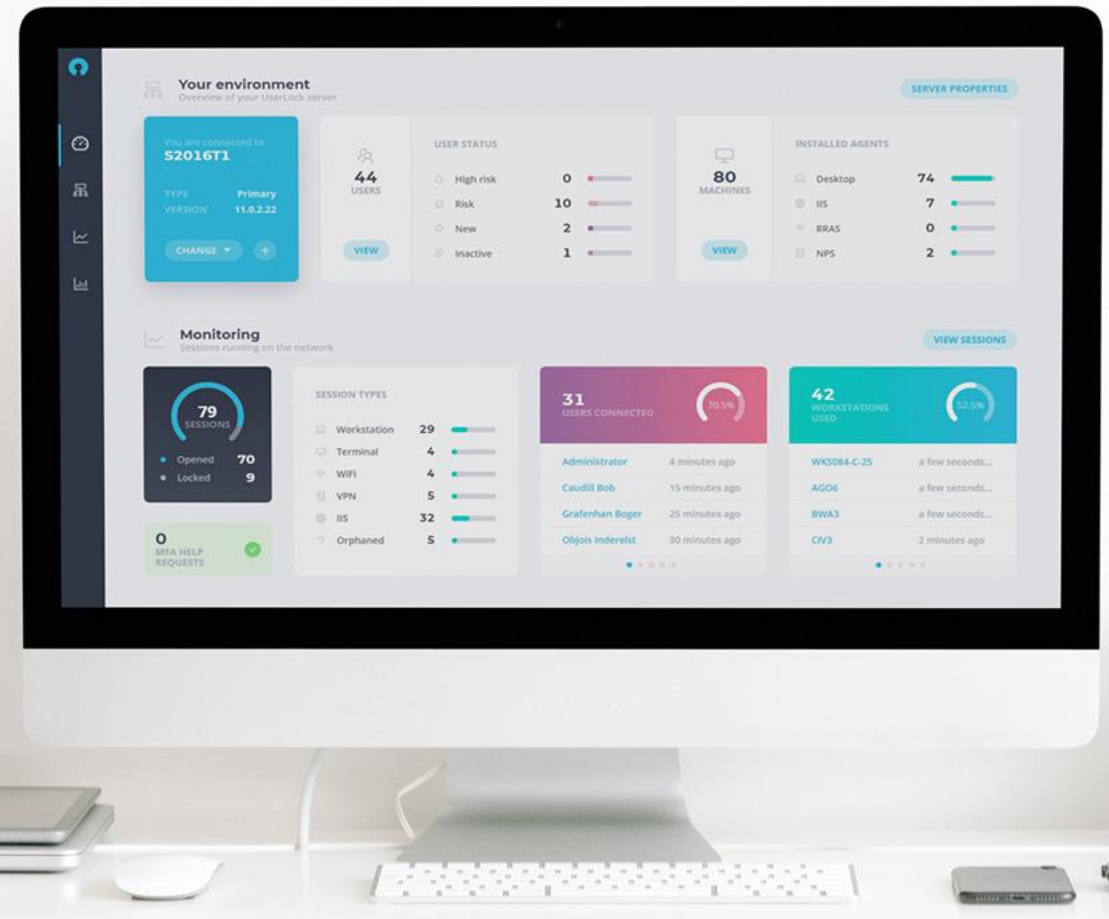 Your environment
Overview of your UserLock server
SERVER PROPERTIES
You are connected to:
S2016T1
TYPE Primary
VERSION 11.0.2.22
CHANGE
+
44
USERS
VIEW
USER STATUS
High risk 0
Risk 10
New 2
Inactive 1
80
MACHINES
VIEW
INSTALLED AGENTS
Desktop 74
IIS 7
RRAS 0
NPS 2
Monitoring
Sessions running on the network
VIEW SESSIONS
79
SESSIONS
Opened 70
Locked 9
0
MFA HELP
REQUESTS
SESSION TYPES
Workstation 29
Terminal 4
WiFi 4
VPN 5
IIS 32
Orphaned 5
31
USERS CONNECTED
70.5%
Administrator 4 minutes ago
Caudill Bob 15 minutes ago
Grafenhan Boger 25 minutes ago
Objois Inderelst 30 minutes ago
42
WORKSTATIONS
USED
52.5%
WKS084-C-25 a few seconds...
AGO6 a few seconds...
BWA3 a few seconds...
CIV3 2 minutes ago